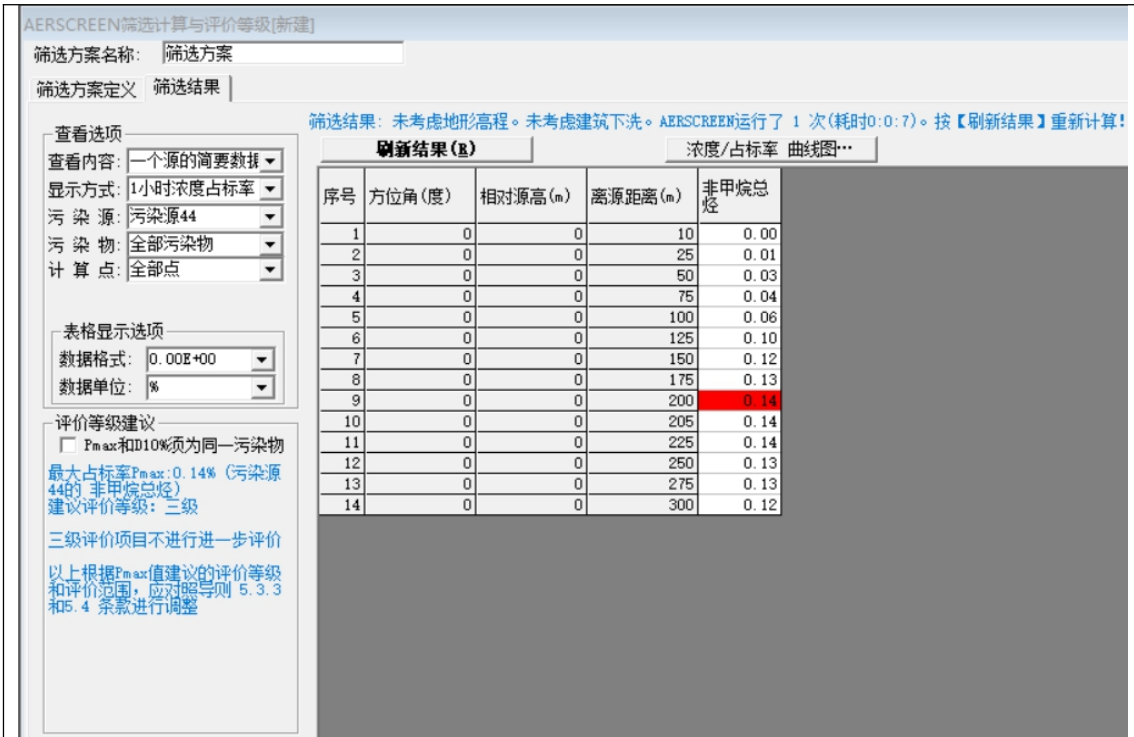 AERSCREEN筛选计算与评价等级[新建]
筛选方案名称: 筛选方案
筛选方案定义 筛选结果
筛选结果: 未考虑地形高程。未考虑建筑下洗。AERSCREEN运行了 1 次(耗时0:0:7)。按【刷新结果】重新计算!
刷新结果(R) 浓度/占标率 曲线图…
查看选项
查看内容: 一个源的简要数据
显示方式: 1小时浓度占标率
污 染 源: 污染源44
污 染 物: 全部污染物
计 算 点: 全部点
表格显示选项
数据格式: 0.00E+00
数据单位: %
评价等级建议
Pmax和D10%须为同一污染物
最大占标率Pmax:0.14% (污染源
44的 非甲烷总烃)
建议评价等级: 三级
三级评价项目不进行进一步评价
以上根据Pmax值建议的评价等级
和评价范围,应对照导则 5.3.3
和5.4 条款进行调整
序号 方位角(度) 相对源高(m) 离源距离(m) 非甲烷总
烃
1 0 0 10 0.00
2 0 0 25 0.01
3 0 0 50 0.03
4 0 0 75 0.04
5 0 0 100 0.06
6 0 0 125 0.10
7 0 0 150 0.12
8 0 0 175 0.13
9 0 0 200 0.14
10 0 0 205 0.14
11 0 0 225 0.14
12 0 0 250 0.13
13 0 0 275 0.13
14 0 0 300 0.12